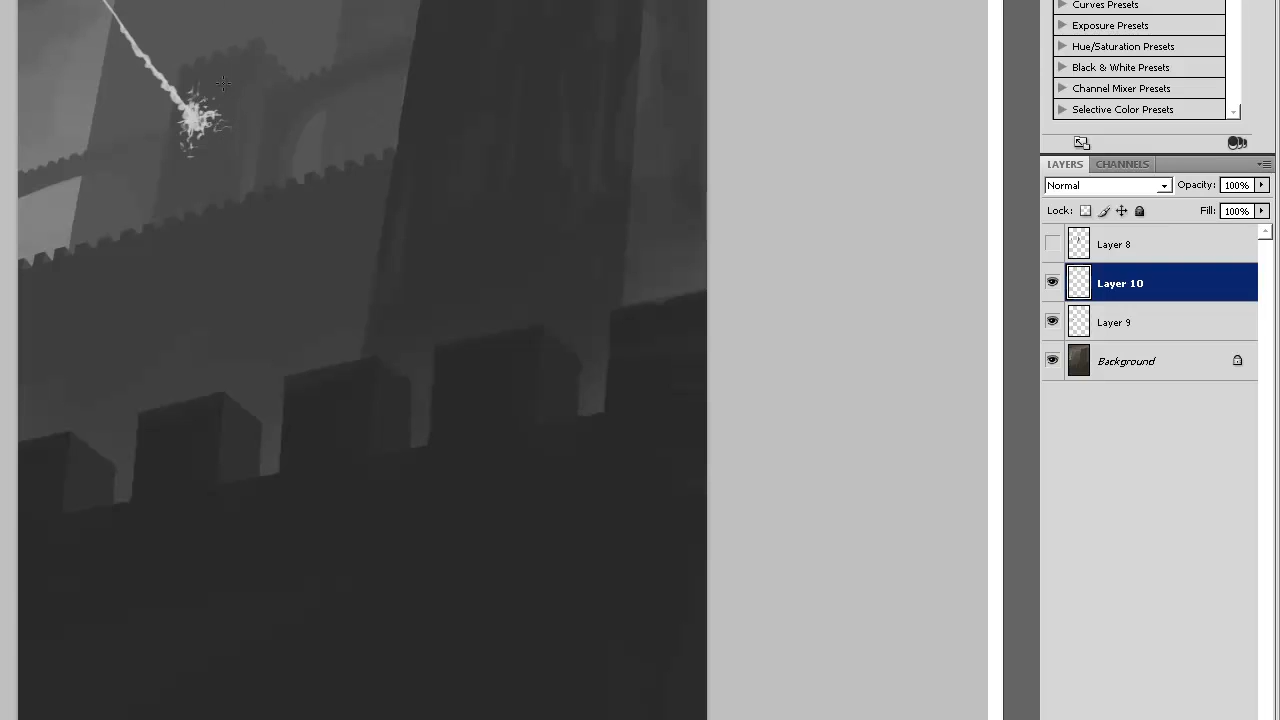 Curves Presets
Exposure Presets
Hue/Saturation Presets
Black & White Presets
Channel Mixer Presets
Selective Color Presets
LAYERS CHANNELS
Normal Opacity: 100%
Lock: Fill: 100%
Layer 8
Layer 10
Layer 9
Background